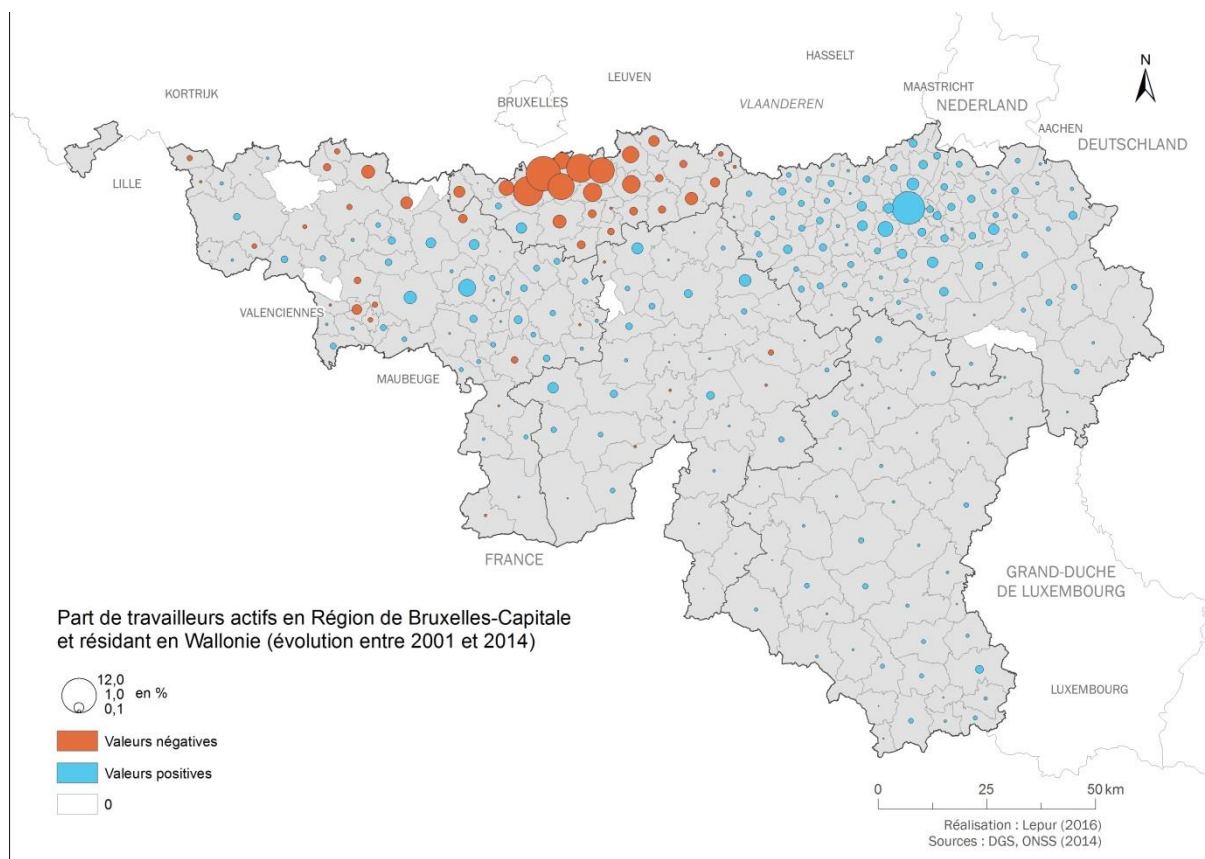 HASSELT
LEUVEN
N
KORTRIJK
BRUXELLES
VLAANDEREN
MAASTRICHT
NEDERLAND
AACHEN
DEUTSCHLAND
LILLE
VALENCIENNES
MAUBEUGE
FRANCE
GRAND-DUCHE
DE LUXEMBOURG
LUXEMBOURG
Part de travailleurs actifs en Région de Bruxelles-Capitale
et résidant en Wallonie (évolution entre 2001 et 2014)
12,0
1,0 en %
0,1
Valeurs négatives
Valeurs positives
0
0 25 50 km
Réalisation : Lepur (2016)
Sources : DGS, ONSS (2014)